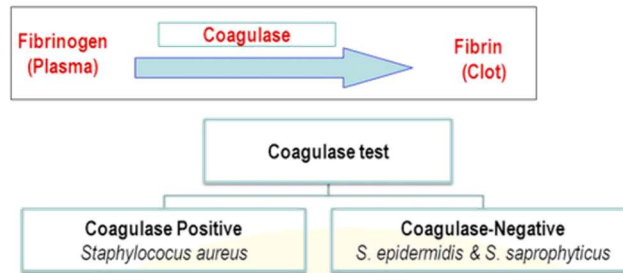 Coagulase
Fibrinogen
(Plasma)
Fibrin
(Clot)
Coagulase test
Coagulase Positive
Staphylococus aureus
Coagulase-Negative
S. epidermidis & S. saprophyticus